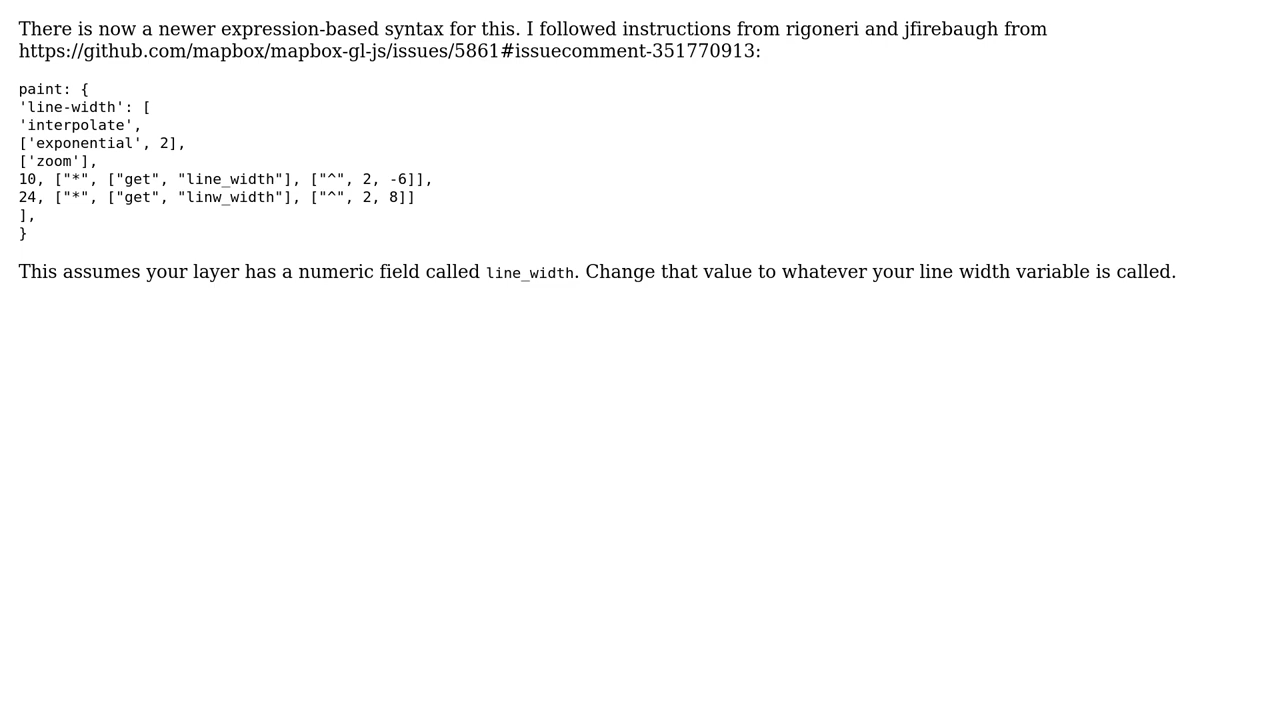 There is now a newer expression-based syntax for this. I followed instructions from rigoneri and jfirebaugh from
https://github.com/mapbox/mapbox-gl-js/issues/5861#issuecomment-351770913:
paint: {
'line-width': [
'interpolate',
['exponential', 2],
['zoom'],
10, ["*", ["get", "line_width"], ["^", 2, -6]],
24, ["*", ["get", "linw_width"], ["^", 2, 8]]
],
}
This assumes your layer has a numeric field called line_width. Change that value to whatever your line width variable is called.